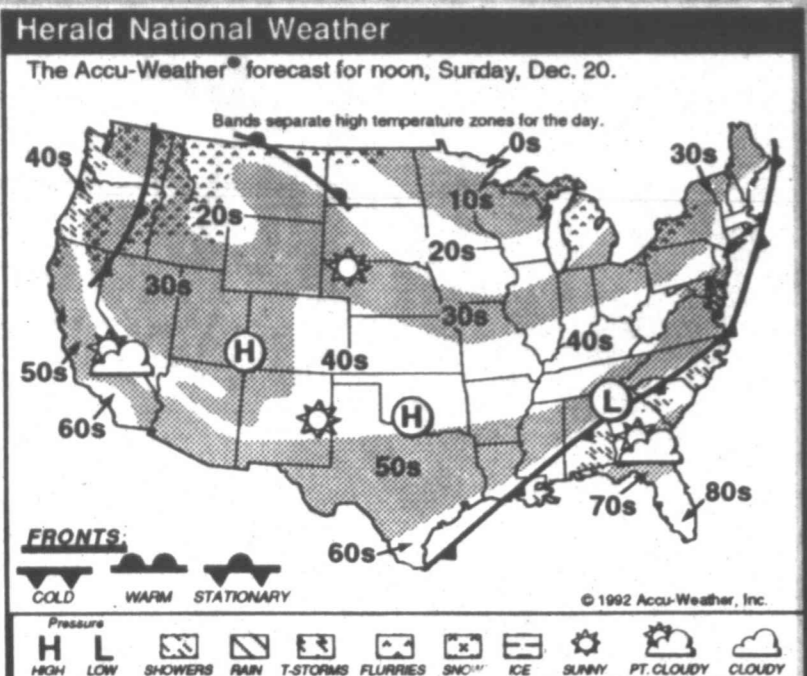 Herald National Weather
The Accu-Weather® forecast for noon, Sunday, Dec. 20.
Bands separate high temperature zones for the day.
40s
0s
30s
10s
20s
20s
30s
30s
40s
40s
50s
H
L
H
60s
50s
70s
80s
60s
FRONTS
COLD WARM STATIONARY
© 1992 Accu-Weather, Inc.
Pressure
H L
HIGH LOW SHOWERS RAIN T-STORMS FLURRIES SNOW ICE SUNNY PT. CLOUDY CLOUDY